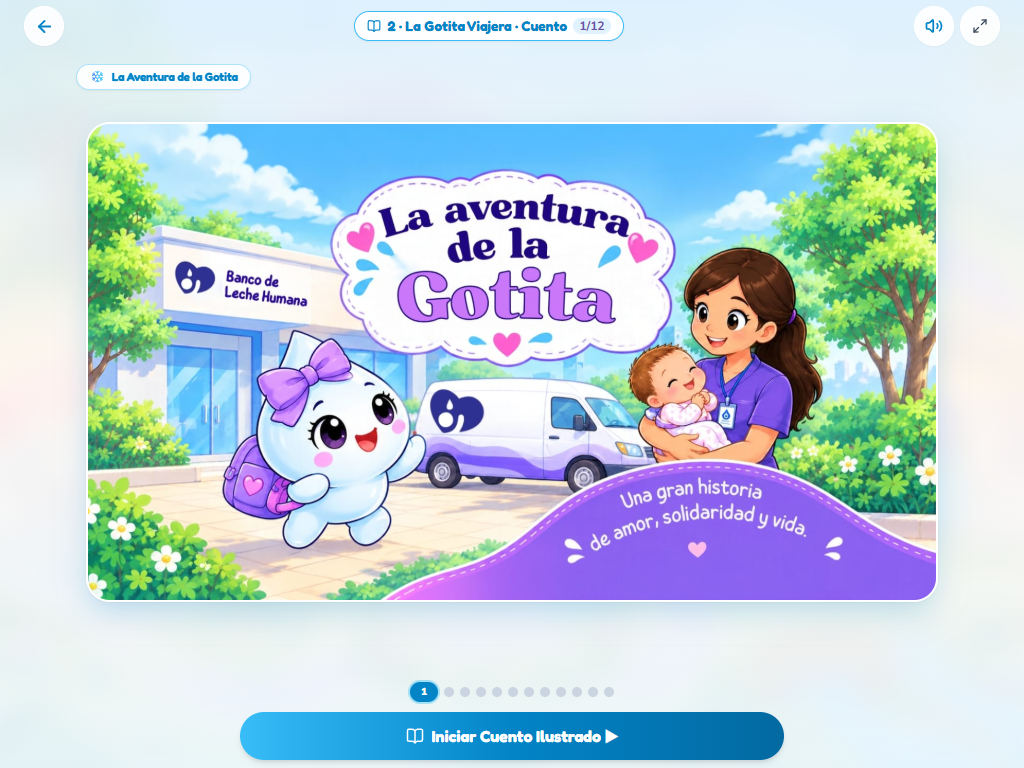 2 · La Gotita Viajera · Cuento 1/12
La Aventura de la Gotita
La aventura
de la
Gotita
Banco de
Leche Humana
Una gran historia
de amor, solidaridad y vida.
1
Iniciar Cuento Ilustrado ▶